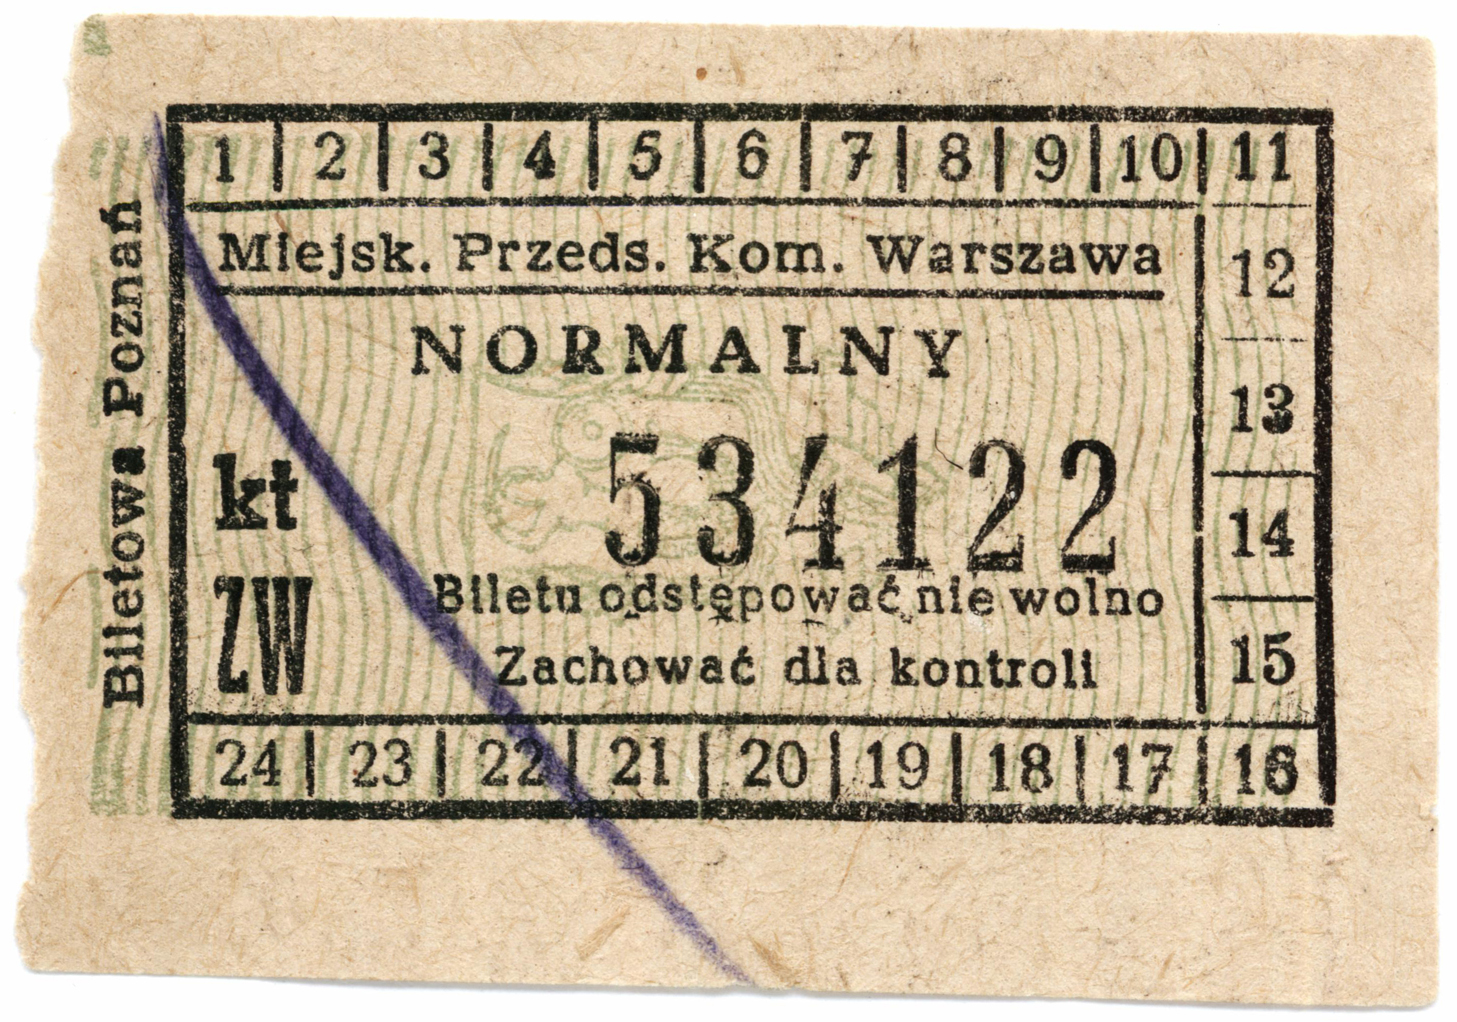 1 | 2 | 3 | 4 | 5 | 6 | 7 | 8 | 9 | 10 | 11
Miejsk. Przeds. Kom. Warszawa
12
NORMALNY
13
kt
534122
14
ZW
Biletu odstępować nie wolno
Zachować dla kontroli
15
24 | 23 | 22 | 21 | 20 | 19 | 18 | 17 | 16
Biletowa Poznań